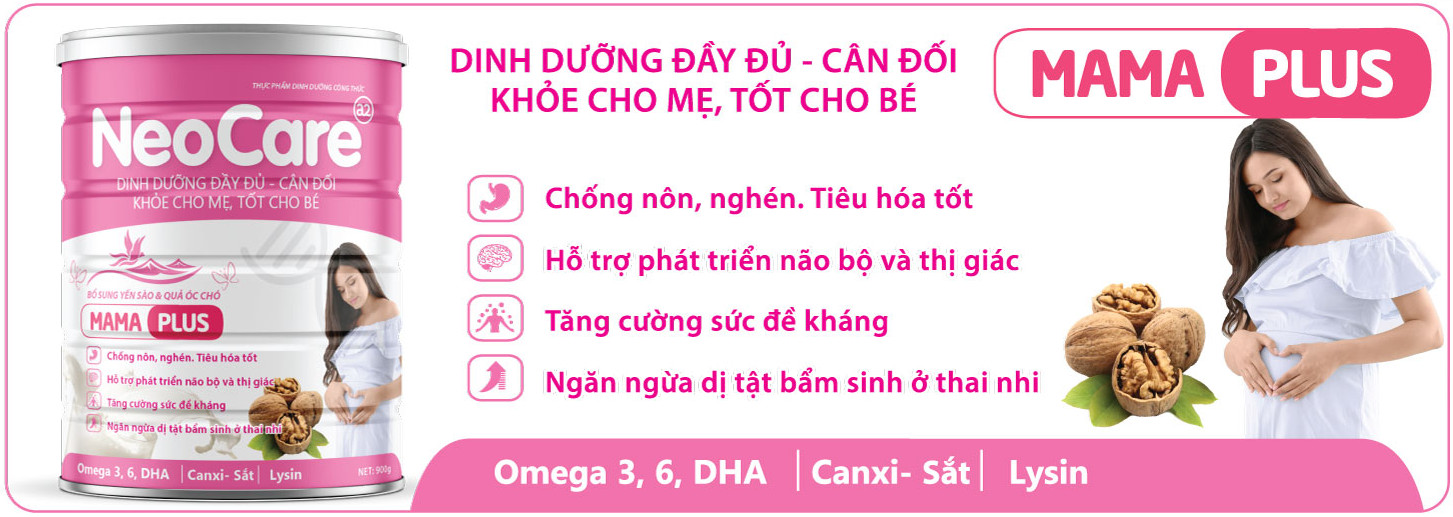 THỰC PHẨM DINH DƯỠNG CÔNG THỨC
NeoCare a2
DINH DƯỠNG ĐẦY ĐỦ - CÂN ĐỐI
KHỎE CHO MẸ, TỐT CHO BÉ
BỔ SUNG YẾN SÀO & QUẢ ÓC CHÓ
MAMA PLUS
Chống nôn, nghén. Tiêu hóa tốt
Hỗ trợ phát triển não bộ và thị giác
Tăng cường sức đề kháng
Ngăn ngừa dị tật bẩm sinh ở thai nhi
Omega 3, 6, DHA | Canxi- Sắt | Lysin
NET: 900g
DINH DƯỠNG ĐẦY ĐỦ - CÂN ĐỐI
KHỎE CHO MẸ, TỐT CHO BÉ
MAMA PLUS
Chống nôn, nghén. Tiêu hóa tốt
Hỗ trợ phát triển não bộ và thị giác
Tăng cường sức đề kháng
Ngăn ngừa dị tật bẩm sinh ở thai nhi
Omega 3, 6, DHA | Canxi- Sắt | Lysin